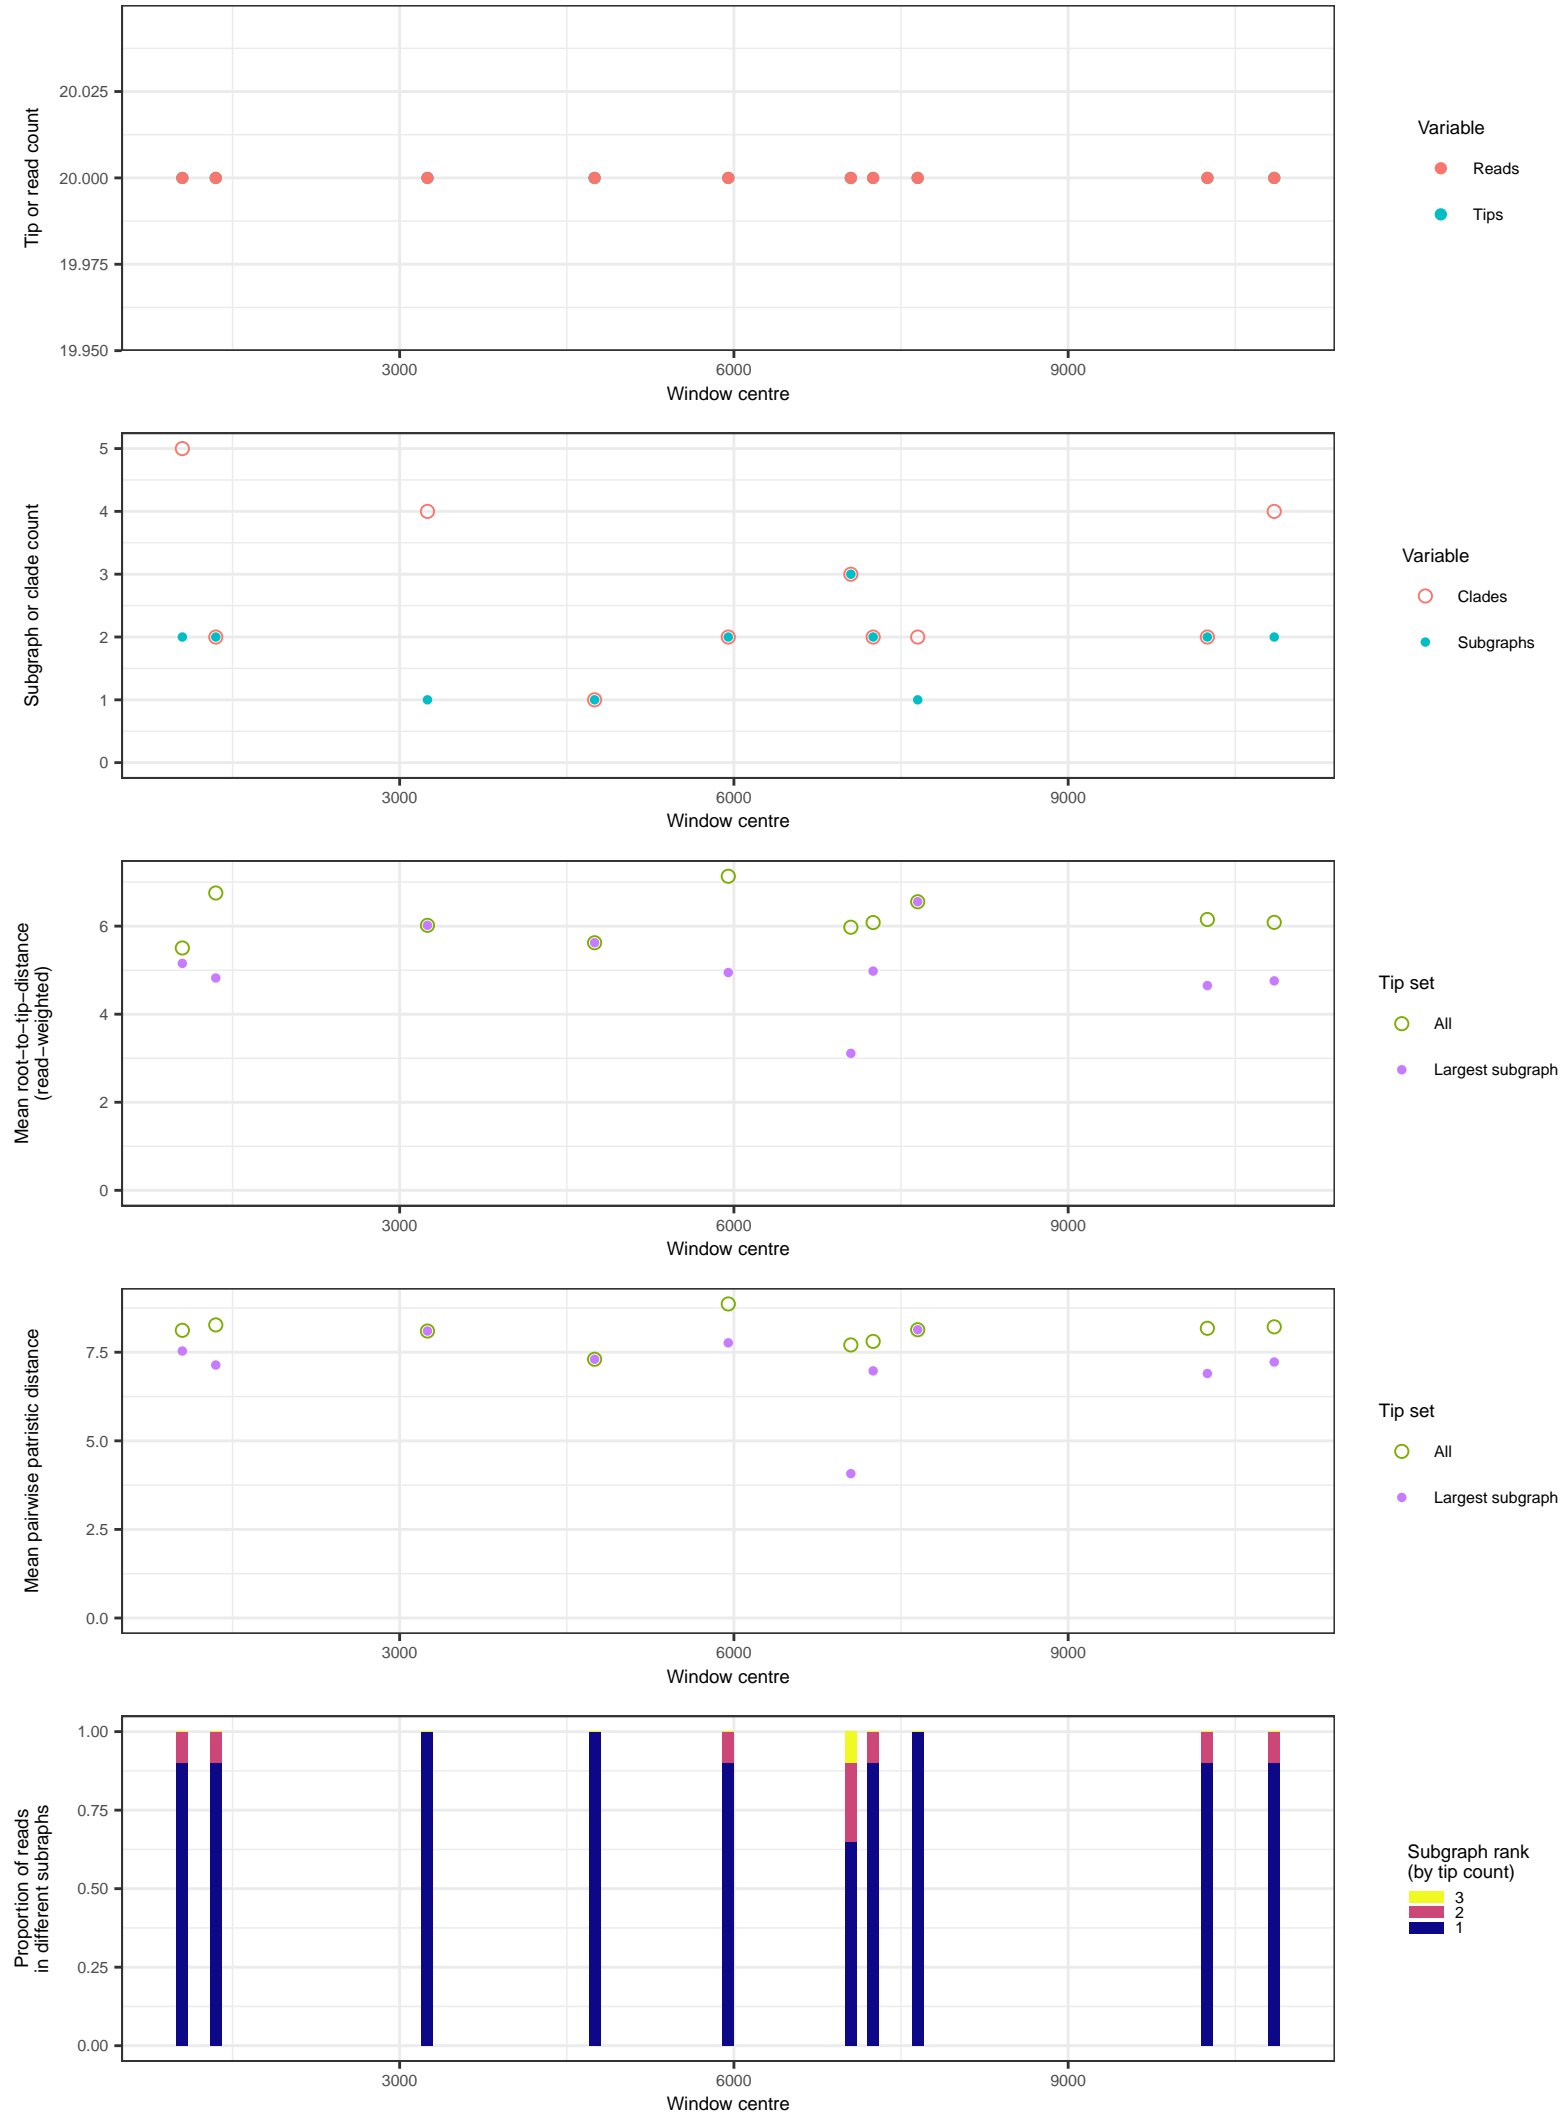 20.025
20.000
19.975
19.950
Tip or read count
3000 6000 9000
Window centre
Variable
Reads
Tips
5
4
3
2
1
0
Subgraph or clade count
3000 6000 9000
Window centre
Variable
Clades
Subgraphs
6
4
2
0
Mean root−to−tip−distance
(read−weighted)
3000 6000 9000
Window centre
Tip set
All
Largest subgraph
7.5
5.0
2.5
0.0
Mean pairwise patristic distance
3000 6000 9000
Window centre
Tip set
All
Largest subgraph
1.00
0.75
0.50
0.25
0.00
Proportion of reads
in different subraphs
3000 6000 9000
Window centre
Subgraph rank
(by tip count)
3
2
1